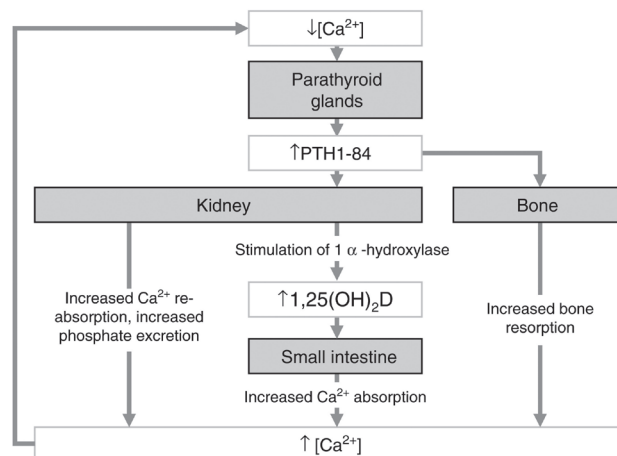 ↓[Ca²⁺]
Parathyroid
glands
↑PTH1-84
Kidney
Bone
Stimulation of 1 α -hydroxylase
Increased Ca²⁺ re-
absorption, increased
phosphate excretion
↑1,25(OH)₂D
Increased bone
resorption
Small intestine
Increased Ca²⁺ absorption
↑ [Ca²⁺]